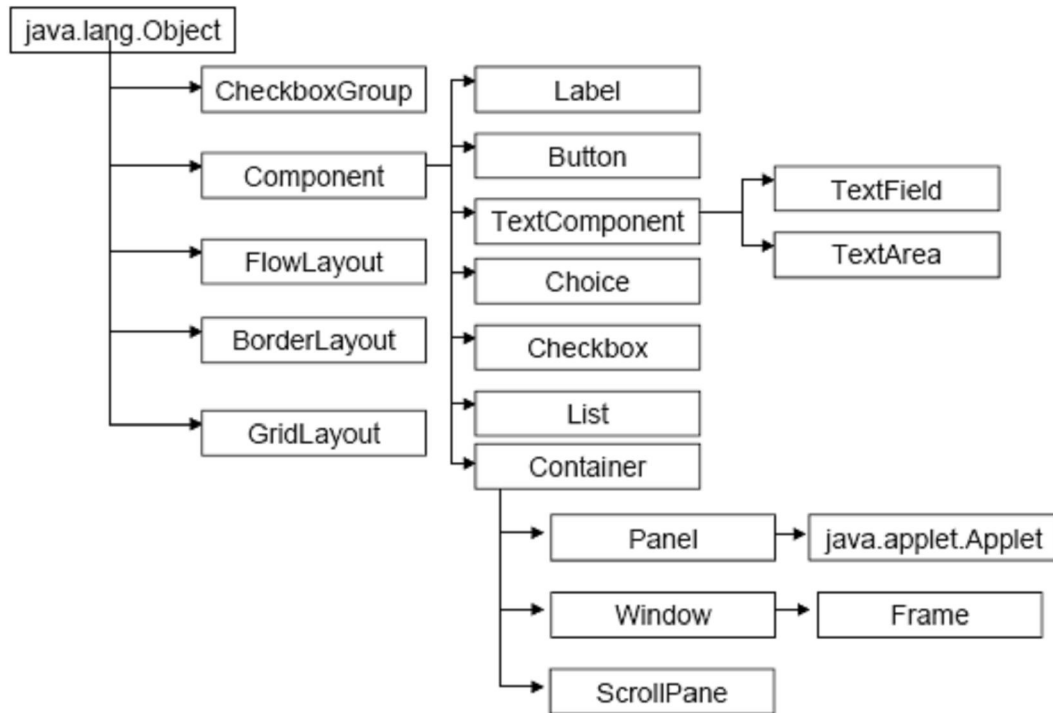 java.lang.Object
CheckboxGroup
Component
FlowLayout
BorderLayout
GridLayout
Label
Button
TextComponent
Choice
Checkbox
List
Container
TextField
TextArea
Panel
java.applet.Applet
Window
Frame
ScrollPane